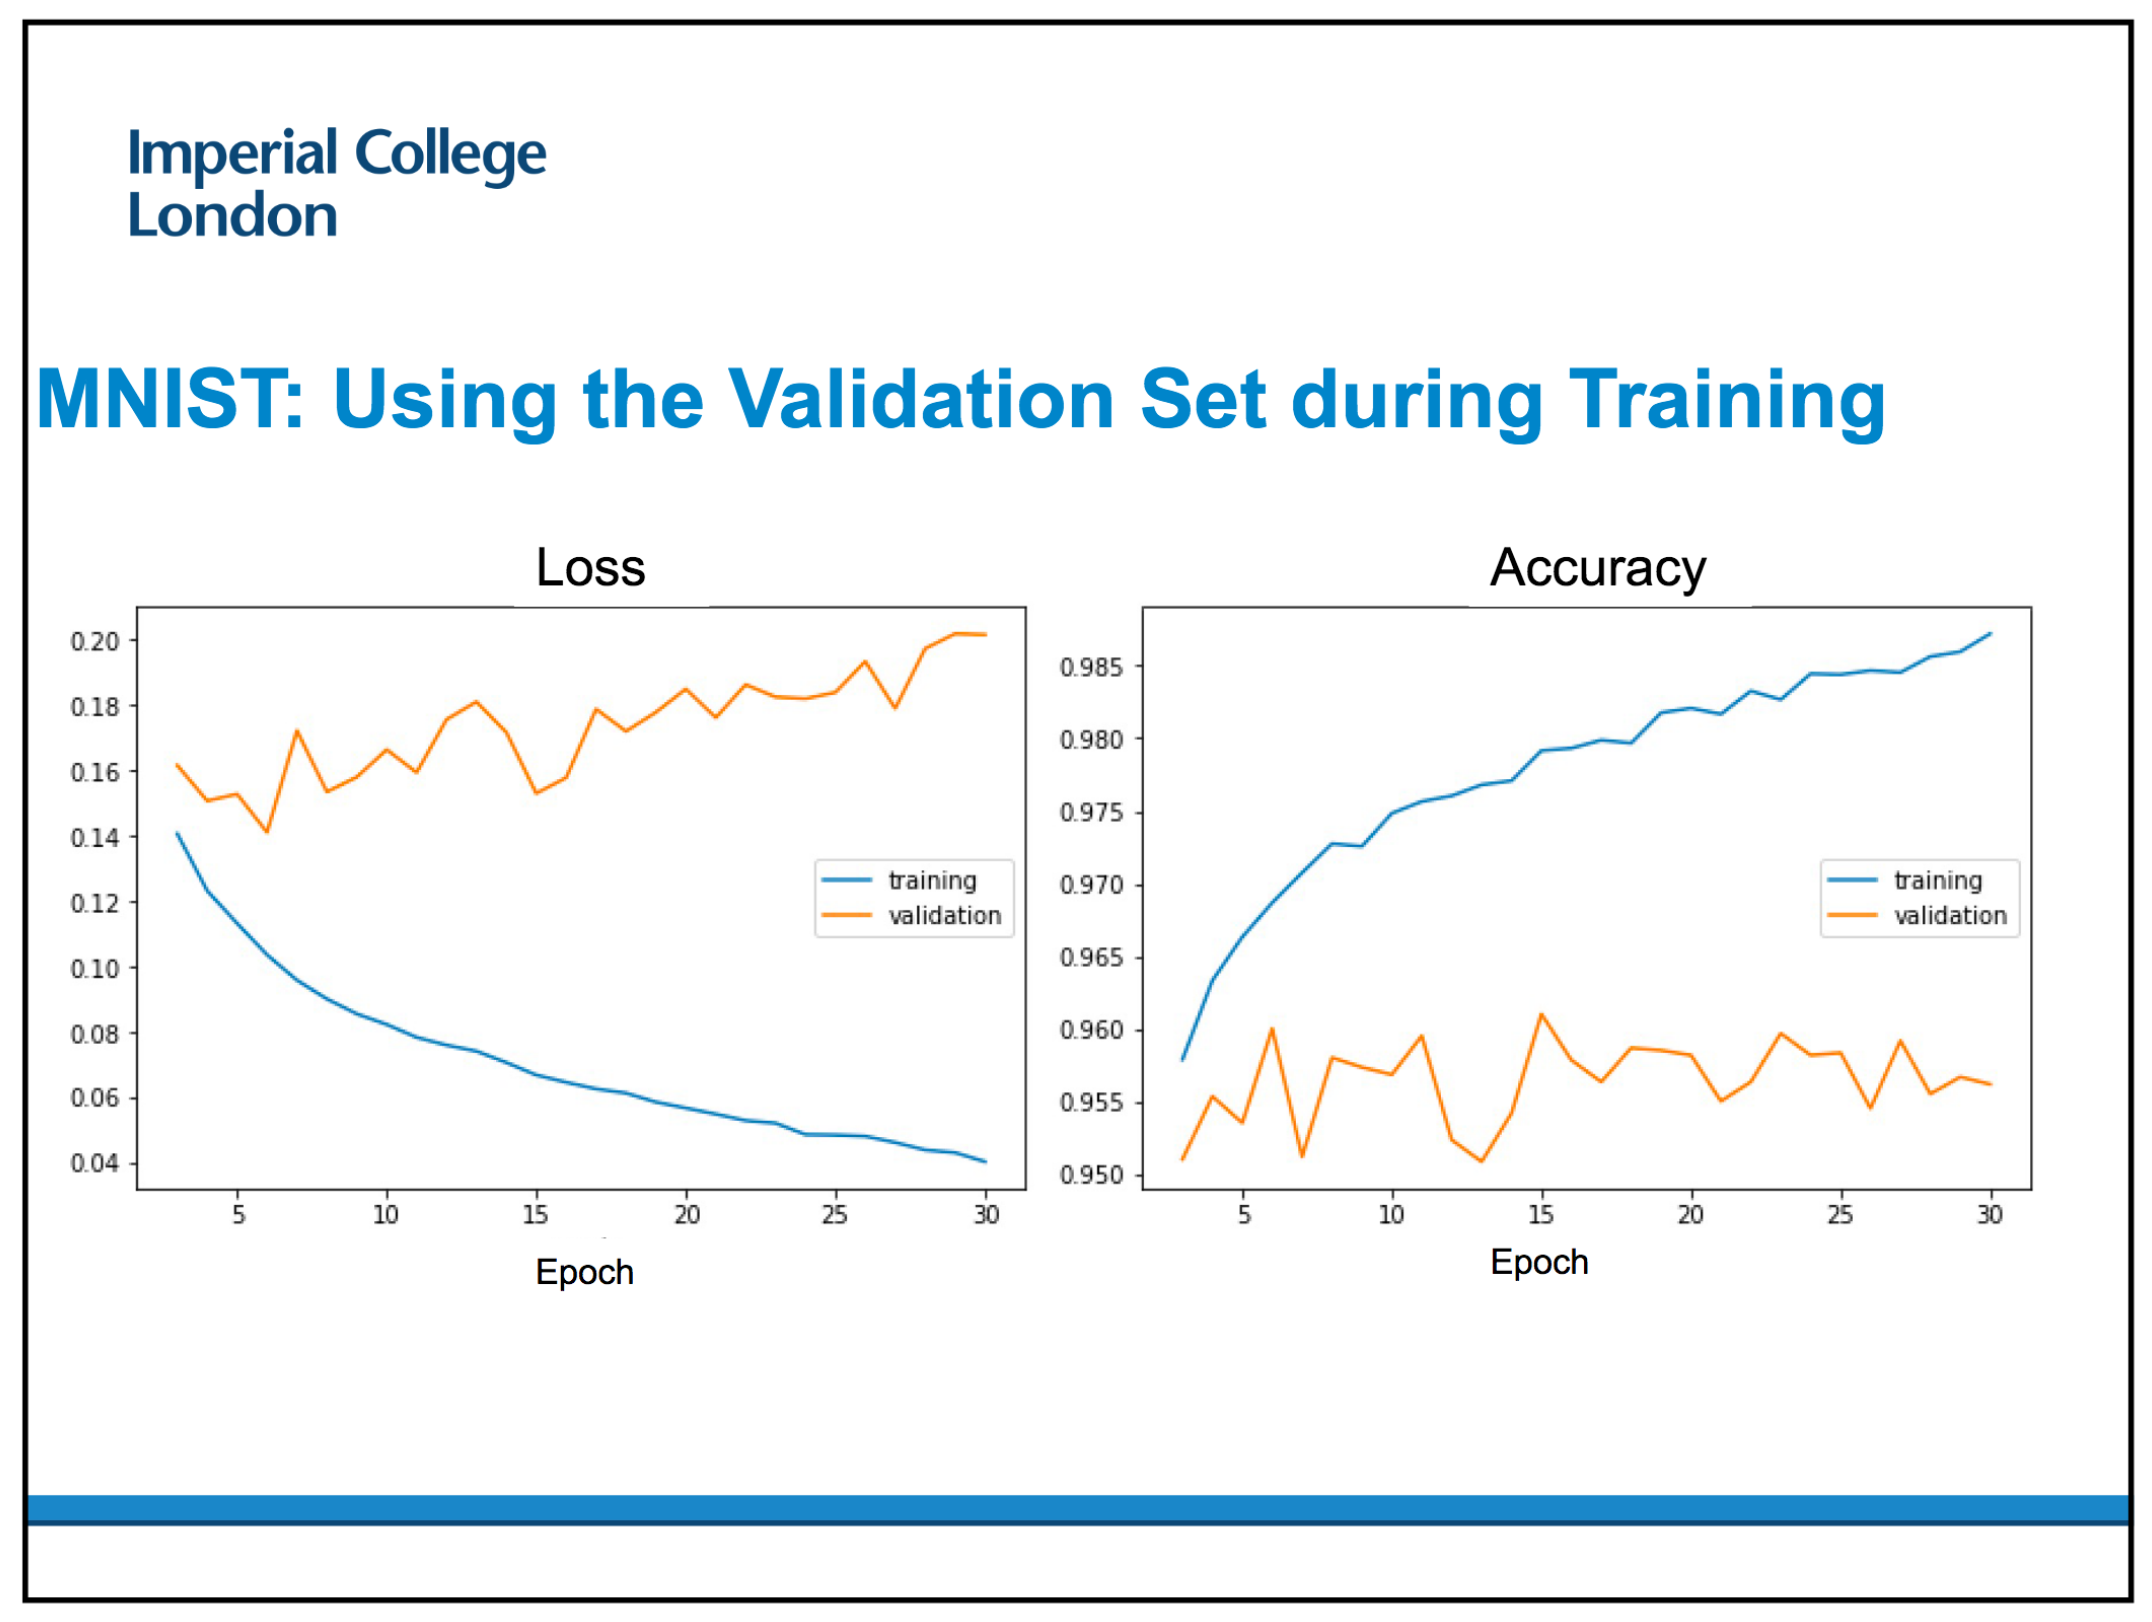 Imperial College
London
MNIST: Using the Validation Set during Training
Loss
0.20
0.18
0.16
0.14
0.12
0.10
0.08
0.06
0.04
training
validation
5 10 15 20 25 30
Epoch
Accuracy
0.985
0.980
0.975
0.970
0.965
0.960
0.955
0.950
training
validation
5 10 15 20 25 30
Epoch